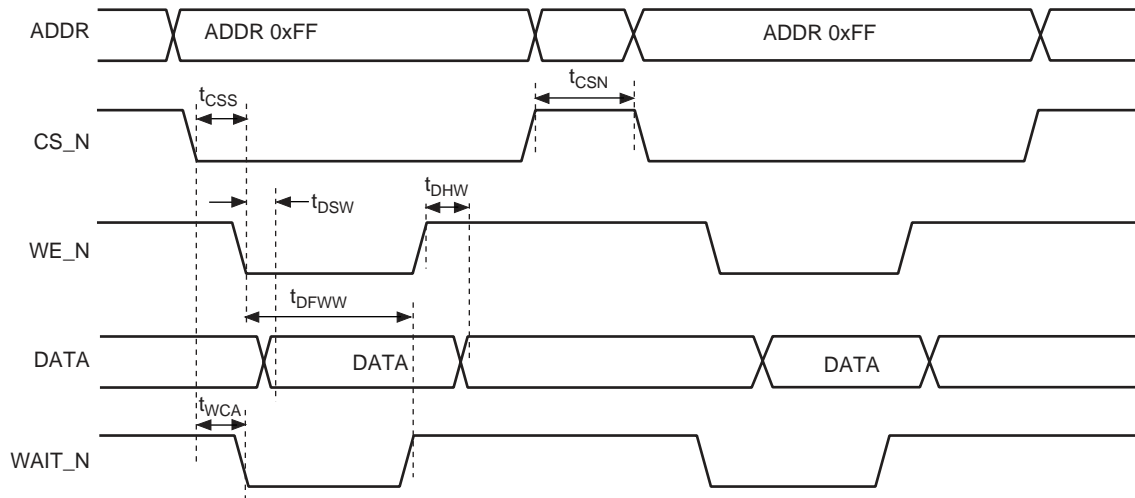 ADDR
ADDR 0xFF
ADDR 0xFF
tCSS
tCSN
CS_N
tDHW
tDSW
WE_N
tDFWW
DATA
DATA
DATA
tWCA
WAIT_N